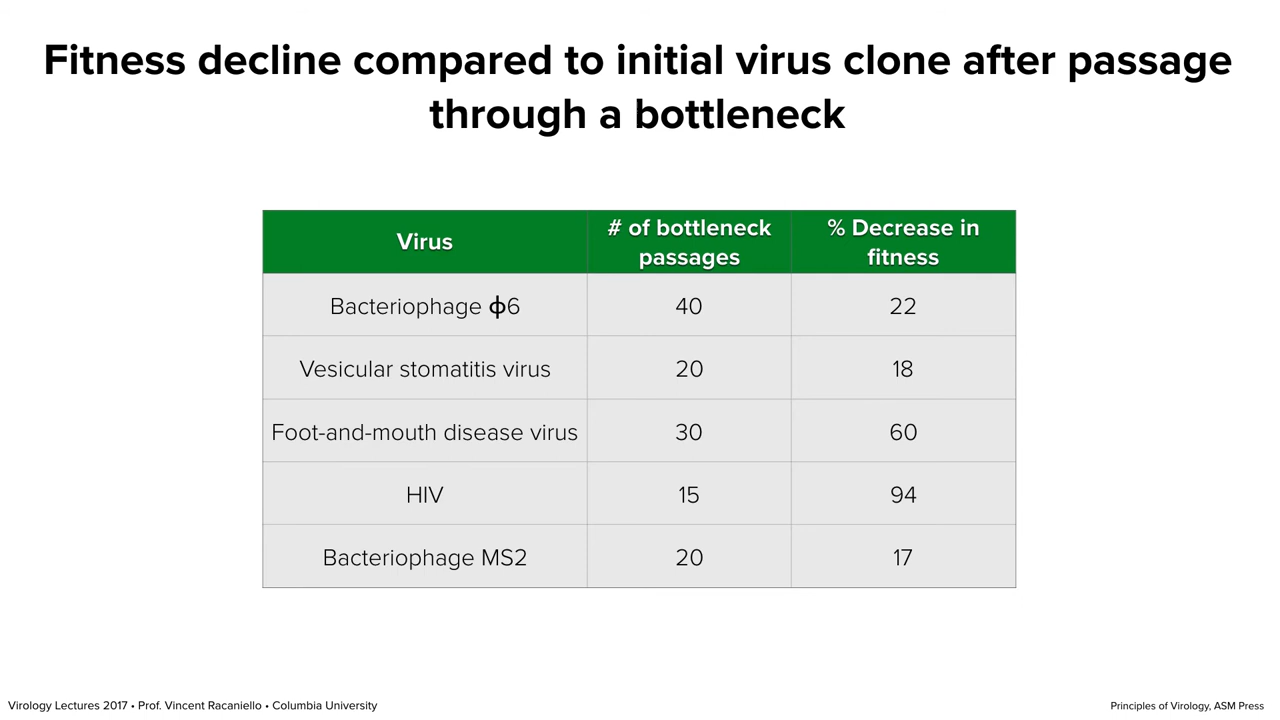 Fitness decline compared to initial virus clone after passage
through a bottleneck
Virus
# of bottleneck
passages
% Decrease in
fitness
Bacteriophage ϕ6
40
22
Vesicular stomatitis virus
20
18
Foot-and-mouth disease virus
30
60
HIV
15
94
Bacteriophage MS2
20
17
Virology Lectures 2017 • Prof. Vincent Racaniello • Columbia University
Principles of Virology, ASM Press